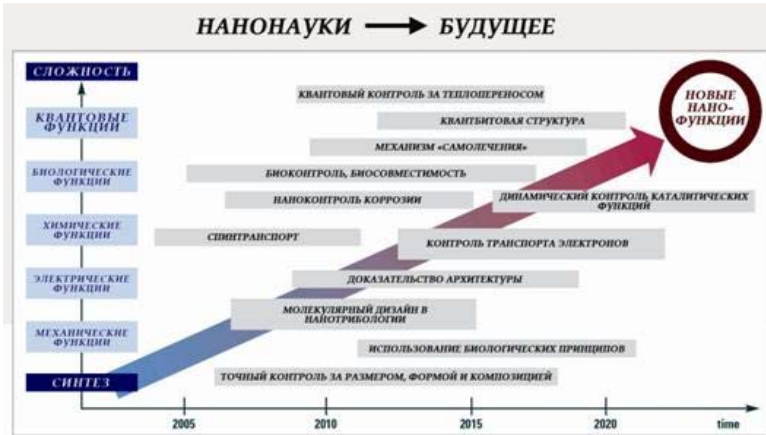 НАНОНАУКИ → БУДУЩЕЕ
СЛОЖНОСТЬ
КВАНТОВЫЕ
ФУНКЦИИ
БИОЛОГИЧЕСКИЕ
ФУНКЦИИ
ХИМИЧЕСКИЕ
ФУНКЦИИ
ЭЛЕКТРИЧЕСКИЕ
ФУНКЦИИ
МЕХАНИЧЕСКИЕ
ФУНКЦИИ
СИНТЕЗ
КВАНТОВЫЙ КОНТРОЛЬ ЗА ТЕПЛОПЕРЕНОСОМ
КВАНТБИТОВАЯ СТРУКТУРА
МЕХАНИЗМ «САМОЛЕЧЕНИЯ»
БИОКОНТРОЛЬ, БИОСОВМЕСТИМОСТЬ
НАНОКОНТРОЛЬ КОРРОЗИИ
ДИНАМИЧЕСКИЙ КОНТРОЛЬ КАТАЛИТИЧЕСКИХ
ФУНКЦИЙ
СПИНТРАНСПОРТ
КОНТРОЛЬ ТРАНСПОРТА ЭЛЕКТРОНОВ
ДОКАЗАТЕЛЬСТВО АРХИТЕКТУРЫ
МОЛЕКУЛЯРНЫЙ ДИЗАЙН В
НАНОТРИБОЛОГИИ
ИСПОЛЬЗОВАНИЕ БИОЛОГИЧЕСКИХ ПРИНЦИПОВ
ТОЧНЫЙ КОНТРОЛЬ ЗА РАЗМЕРОМ, ФОРМОЙ И КОМПОЗИЦИЕЙ
НОВЫЕ
НАНО-
ФУНКЦИИ
2005 2010 2015 2020 time